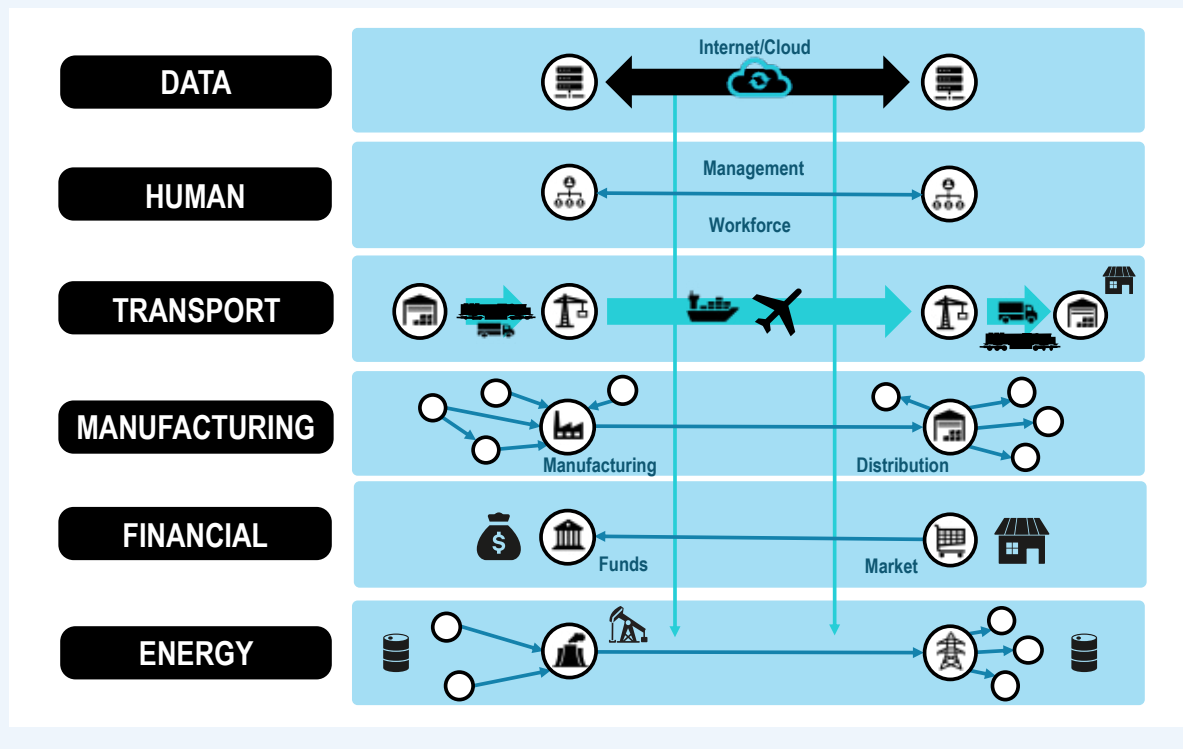 DATA
Internet/Cloud
HUMAN
Management
Workforce
TRANSPORT
MANUFACTURING
Manufacturing
Distribution
FINANCIAL
$
Funds
Market
ENERGY